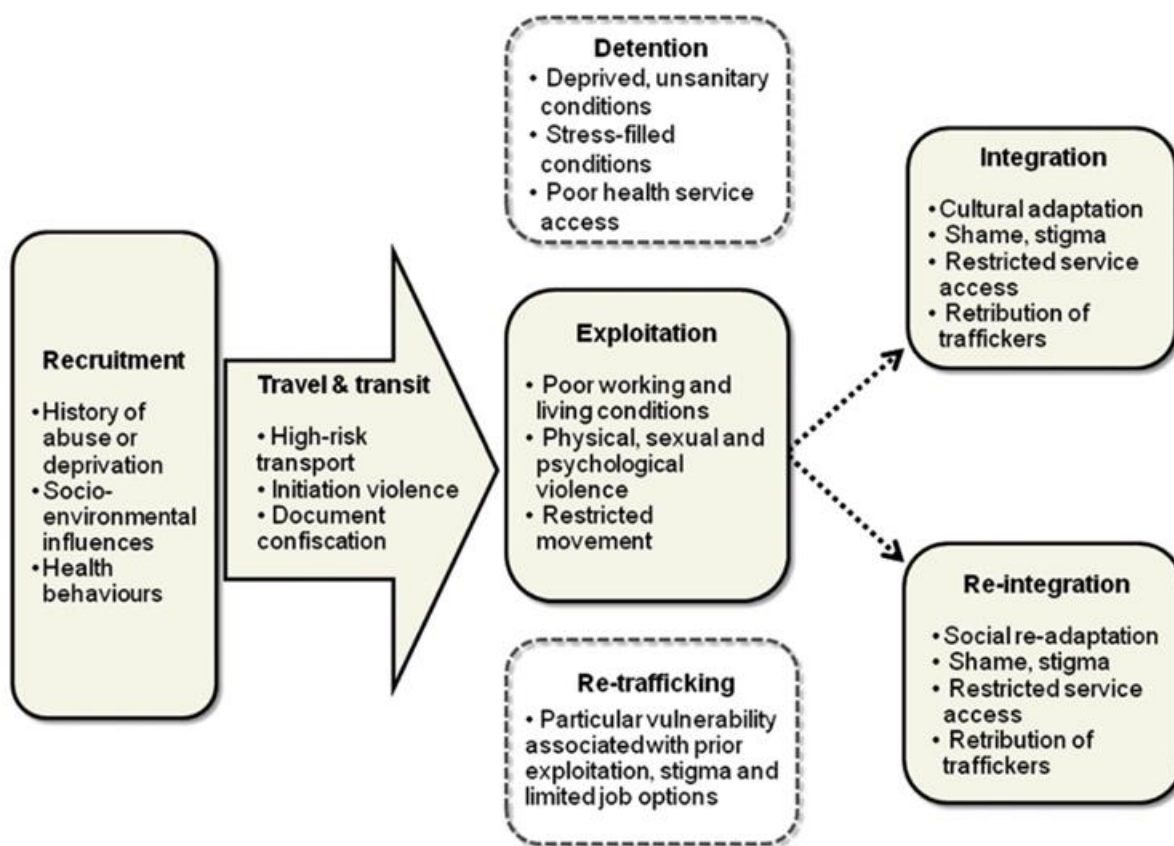 Detention
• Deprived, unsanitary
conditions
• Stress-filled
conditions
• Poor health service
access
Integration
• Cultural adaptation
• Shame, stigma
• Restricted service
access
• Retribution of
traffickers
Recruitment
• History of
abuse or
deprivation
• Socio-
environmental
influences
• Health
behaviours
Travel & transit
• High-risk
transport
• Initiation violence
• Document
confiscation
Exploitation
• Poor working and
living conditions
• Physical, sexual and
psychological
violence
• Restricted
movement
Re-trafficking
• Particular vulnerability
associated with prior
exploitation, stigma and
limited job options
Re-integration
• Social re-adaptation
• Shame, stigma
• Restricted service
access
• Retribution of
traffickers